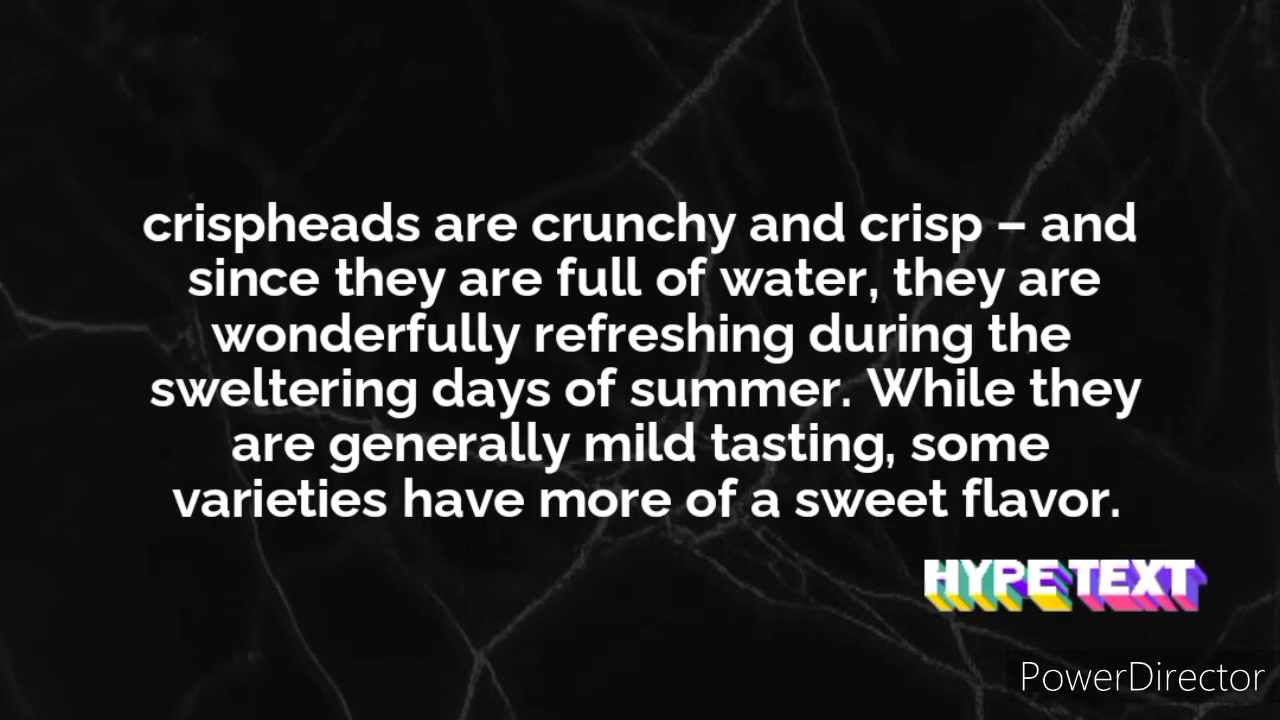 crispheads are crunchy and crisp – and
since they are full of water, they are
wonderfully refreshing during the
sweltering days of summer. While they
are generally mild tasting, some
varieties have more of a sweet flavor.
HYPE TEXT
PowerDirector